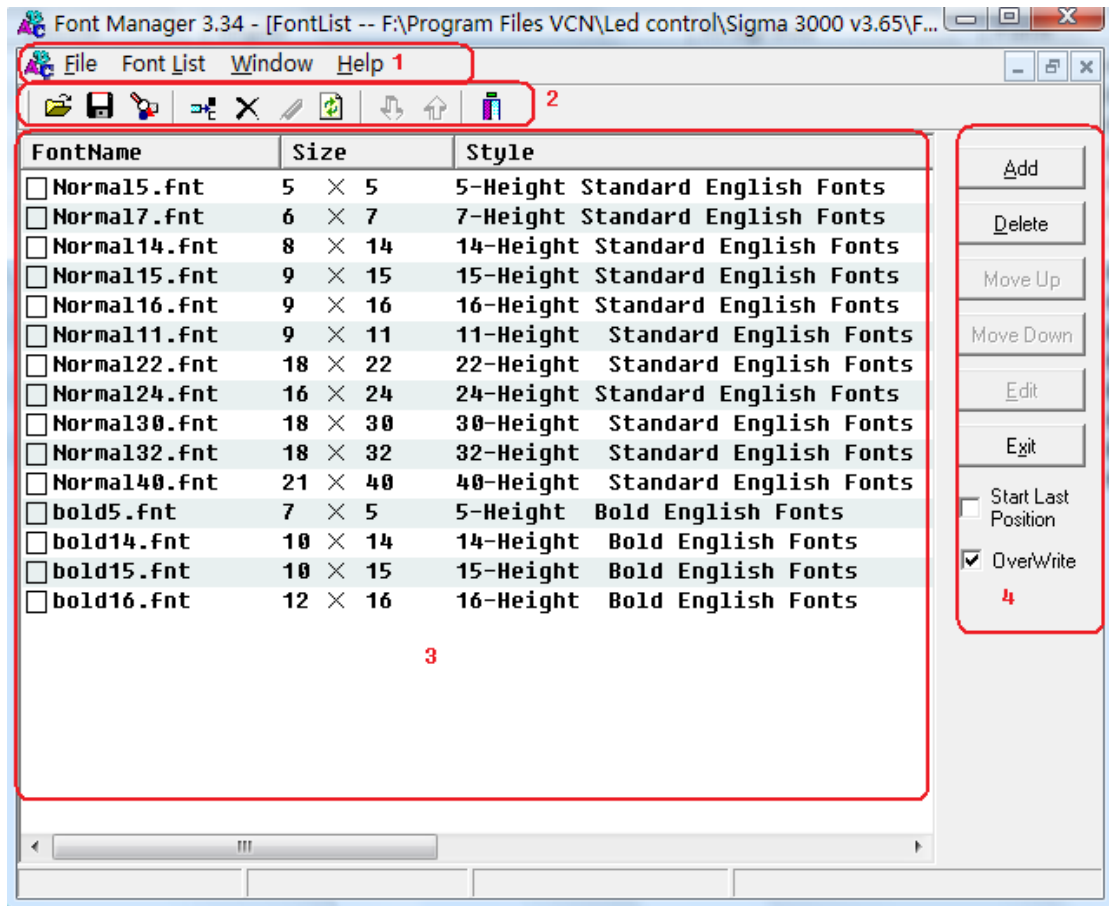 Font Manager 3.34 - [FontList -- F:\Program Files VCN\Led control\Sigma 3000 v3.65\F...
File Font List Window Help 1
2
FontName Size Style
Normal5.fnt 5 × 5 5-Height Standard English Fonts
Normal7.fnt 6 × 7 7-Height Standard English Fonts
Normal14.fnt 8 × 14 14-Height Standard English Fonts
Normal15.fnt 9 × 15 15-Height Standard English Fonts
Normal16.fnt 9 × 16 16-Height Standard English Fonts
Normal11.fnt 9 × 11 11-Height Standard English Fonts
Normal22.fnt 18 × 22 22-Height Standard English Fonts
Normal24.fnt 16 × 24 24-Height Standard English Fonts
Normal30.fnt 18 × 30 30-Height Standard English Fonts
Normal32.fnt 18 × 32 32-Height Standard English Fonts
Normal40.fnt 21 × 40 40-Height Standard English Fonts
bold5.fnt 7 × 5 5-Height Bold English Fonts
bold14.fnt 10 × 14 14-Height Bold English Fonts
bold15.fnt 10 × 15 15-Height Bold English Fonts
bold16.fnt 12 × 16 16-Height Bold English Fonts
3
Add
Delete
Move Up
Move Down
Edit
Exit
Start Last
Position
OverWrite
4